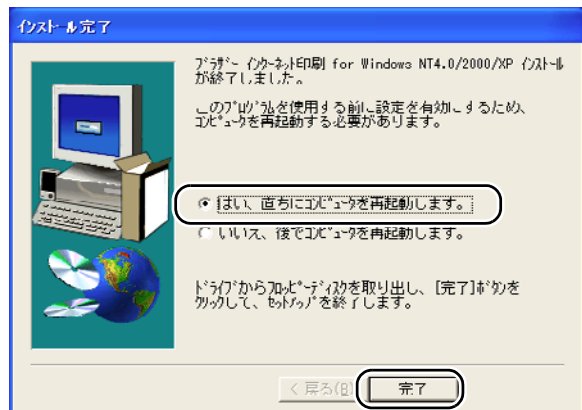 インストール完了
ブラザー インターネット印刷 for Windows NT4.0/2000/XP インストール
が終了しました。
このプログラムを使用する前に設定を有効にするため、
コンピュータを再起動する必要があります。
はい、直ちにコンピュータを再起動します。
いいえ、後でコンピュータを再起動します。
ドライブからフロッピーディスクを取り出し、[完了]ボタンを
クリックして、セットアップを終了します。
< 戻る(B)
完了